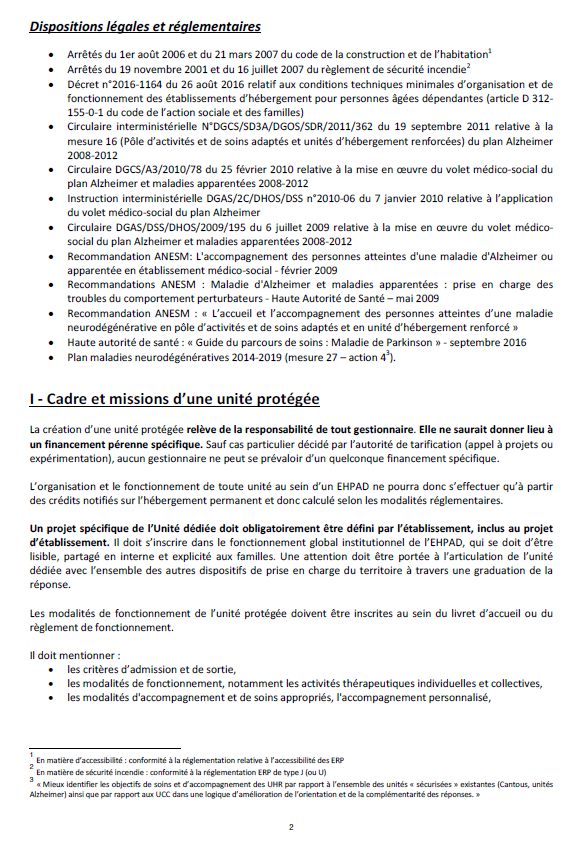 Dispositions légales et réglementaires
• Arrêtés du 1er août 2006 et du 21 mars 2007 du code de la construction et de l'habitation1
• Arrêtés du 19 novembre 2001 et du 16 juillet 2007 du règlement de sécurité incendie2
• Décret n°2016-1164 du 26 août 2016 relatif aux conditions techniques minimales d'organisation et de
fonctionnement des établissements d'hébergement pour personnes âgées dépendantes (article D 312-
155-0-1 du code de l'action sociale et des familles)
• Circulaire interministérielle N°DGCS/SD3A/DGOS/SDR/2011/362 du 19 septembre 2011 relative à la
mesure 16 (Pôle d'activités et de soins adaptés et unités d'hébergement renforcées) du plan Alzheimer
2008-2012
• Circulaire DGCS/A3/2010/78 du 25 février 2010 relative à la mise en œuvre du volet médico-social du
plan Alzheimer et maladies apparentées 2008-2012
• Instruction interministérielle DGAS/2C/DHOS/DSS n°2010-06 du 7 janvier 2010 relative à l'application
du volet médico-social du plan Alzheimer
• Circulaire DGAS/DSS/DHOS/2009/195 du 6 juillet 2009 relative à la mise en œuvre du volet médico-
social du plan Alzheimer et maladies apparentées 2008-2012
• Recommandation ANESM: L'accompagnement des personnes atteintes d'une maladie d'Alzheimer ou
apparentée en établissement médico-social - février 2009
• Recommandations ANESM : Maladie d'Alzheimer et maladies apparentées : prise en charge des
troubles du comportement perturbateurs - Haute Autorité de Santé – mai 2009
• Recommandation ANESM : « L'accueil et l'accompagnement des personnes atteintes d'une maladie
neurodégénérative en pôle d'activités et de soins adaptés et en unité d'hébergement renforcé »
• Haute autorité de santé : « Guide du parcours de soins : Maladie de Parkinson » - septembre 2016
• Plan maladies neurodégénératives 2014-2019 (mesure 27 – action 43).
I - Cadre et missions d'une unité protégée
La création d'une unité protégée relève de la responsabilité de tout gestionnaire. Elle ne saurait donner lieu à
un financement pérenne spécifique. Sauf cas particulier décidé par l'autorité de tarification (appel à projets ou
expérimentation), aucun gestionnaire ne peut se prévaloir d'un quelconque financement spécifique.
L'organisation et le fonctionnement de toute unité au sein d'un EHPAD ne pourra donc s'effectuer qu'à partir
des crédits notifiés sur l'hébergement permanent et donc calculé selon les modalités réglementaires.
Un projet spécifique de l'Unité dédiée doit obligatoirement être défini par l'établissement, inclus au projet
d'établissement. Il doit s'inscrire dans le fonctionnement global institutionnel de l'EHPAD, qui se doit d'être
lisible, partagé en interne et explicité aux familles. Une attention doit être portée à l'articulation de l'unité
dédiée avec l'ensemble des autres dispositifs de prise en charge du territoire à travers une graduation de la
réponse.
Les modalités de fonctionnement de l'unité protégée doivent être inscrites au sein du livret d'accueil ou du
règlement de fonctionnement.
Il doit mentionner :
• les critères d'admission et de sortie,
• les modalités de fonctionnement, notamment les activités thérapeutiques individuelles et collectives,
• les modalités d'accompagnement et de soins appropriés, l'accompagnement personnalisé,
1 En matière d'accessibilité : conformité à la réglementation relative à l'accessibilité des ERP
2 En matière de sécurité incendie : conformité à la réglementation ERP de type J (ou U)
3 « Mieux identifier les objectifs de soins et d'accompagnement des UHR par rapport à l'ensemble des unités « sécurisées » existantes (Cantous, unités
Alzheimer) ainsi que par rapport aux UCC dans une logique d'amélioration de l'orientation et de la complémentarité des réponses. »
2